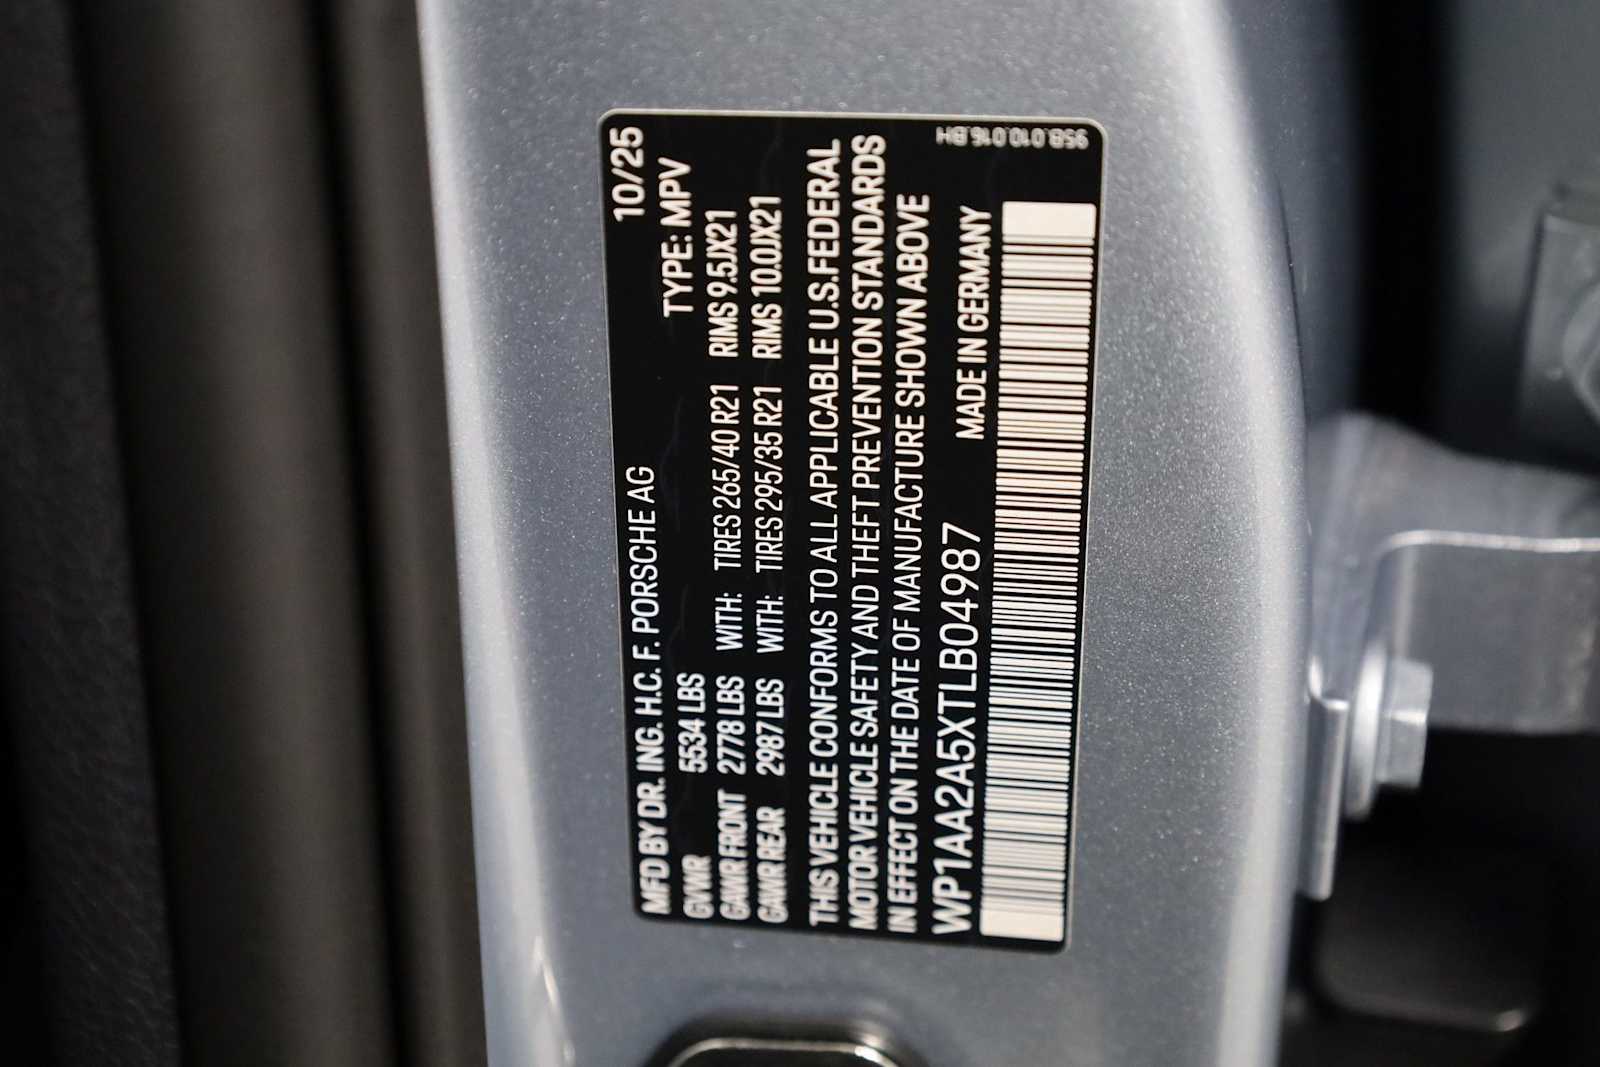 MFD BY DR. ING. H.C. F. PORSCHE AG 10/25
GVWR 5534 LBS TYPE: MPV
GAWR FRONT 2778 LBS WITH: TIRES 265/40 R21 RIMS 9.5JX21
GAWR REAR 2987 LBS WITH: TIRES 295/35 R21 RIMS 10.0JX21
THIS VEHICLE CONFORMS TO ALL APPLICABLE U.S.FEDERAL
MOTOR VEHICLE SAFETY AND THEFT PREVENTION STANDARDS
IN EFFECT ON THE DATE OF MANUFACTURE SHOWN ABOVE
WP1AA2A5XTLB04987 MADE IN GERMANY
95B.010.016.BH